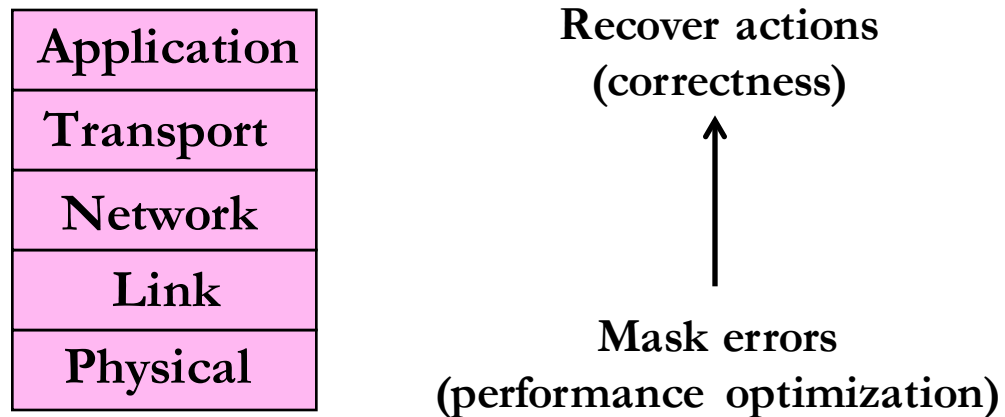 Application
Transport
Network
Link
Physical
Recover actions
(correctness)
Mask errors
(performance optimization)